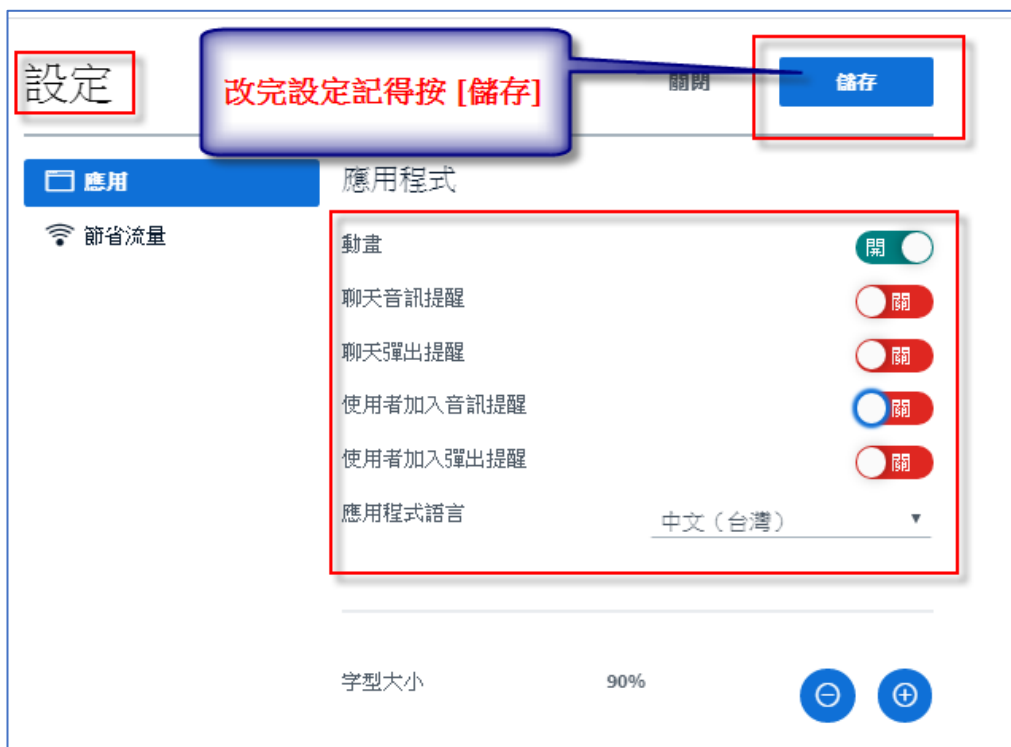 設定
改完設定記得按 [儲存]
關閉
儲存
應用
節省流量
應用程式
動畫
開
聊天音訊提醒
關
聊天彈出提醒
關
使用者加入音訊提醒
關
使用者加入彈出提醒
關
應用程式語言
中文（台灣）
字型大小
90%